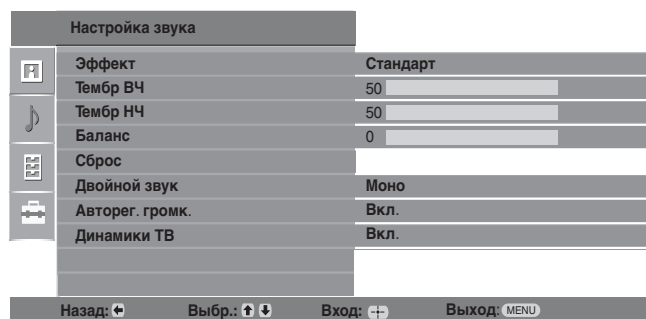 Настройка звука
Эффект Стандарт
Тембр ВЧ 50
Тембр НЧ 50
Баланс 0
Сброс
Двойной звук Моно
Авторег. громк. Вкл.
Динамики ТВ Вкл.
Назад: Выбр.: Вход: Выход: MENU